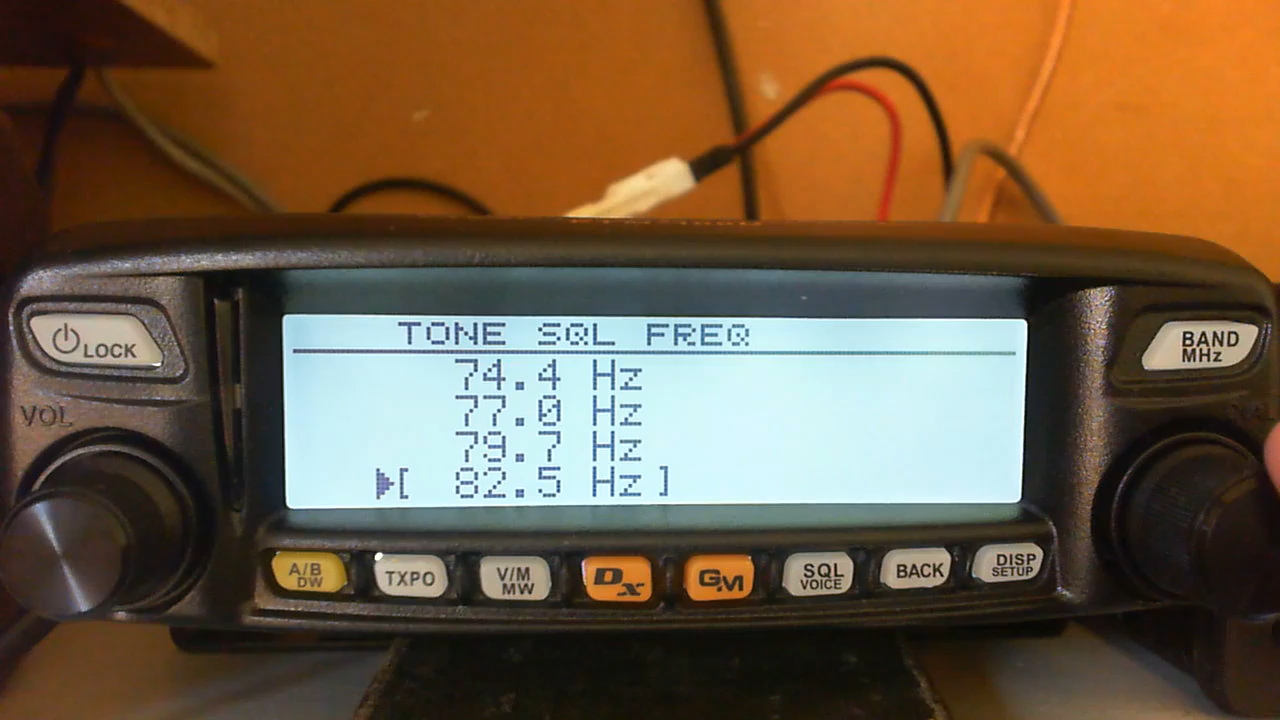 TONE SQL FREQ
74.4 Hz
77.0 Hz
79.7 Hz
[ 82.5 Hz ]
LOCK
VOL
BAND
MHz
A/B
DW
TXPO
V/M
MW
DX
GM
SQL
VOICE
BACK
DISP
SETUP